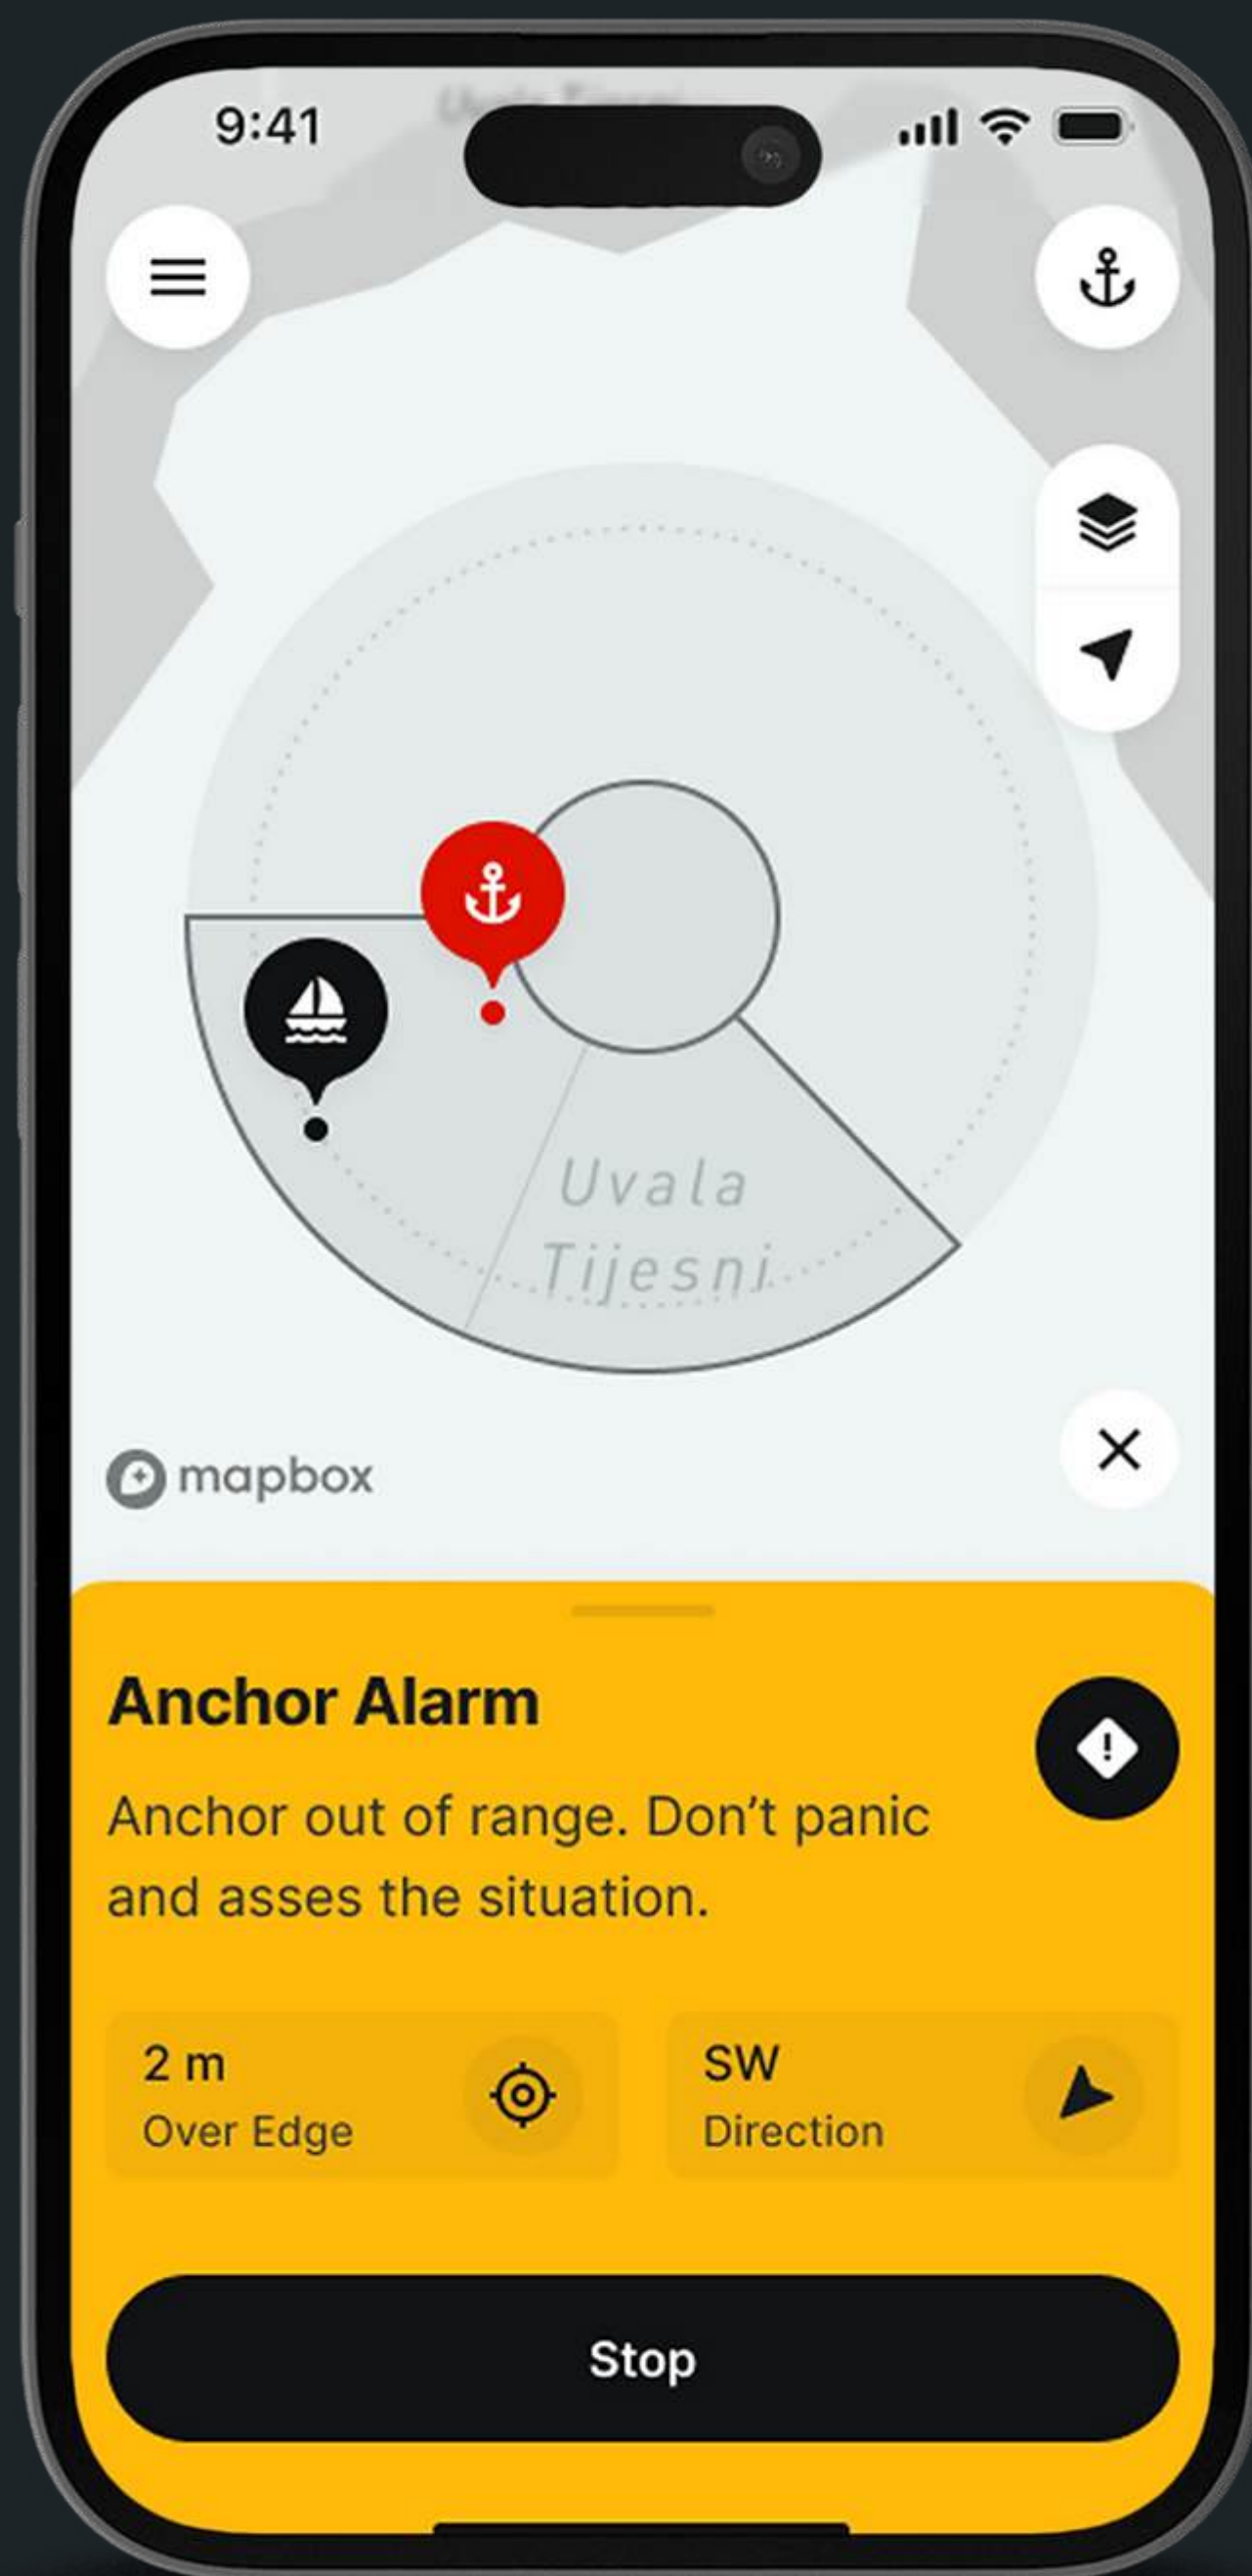 9:41
Uvala
Tijesni
mapbox
Anchor Alarm
Anchor out of range. Don’t panic
and asses the situation.
2 m
Over Edge
SW
Direction
Stop